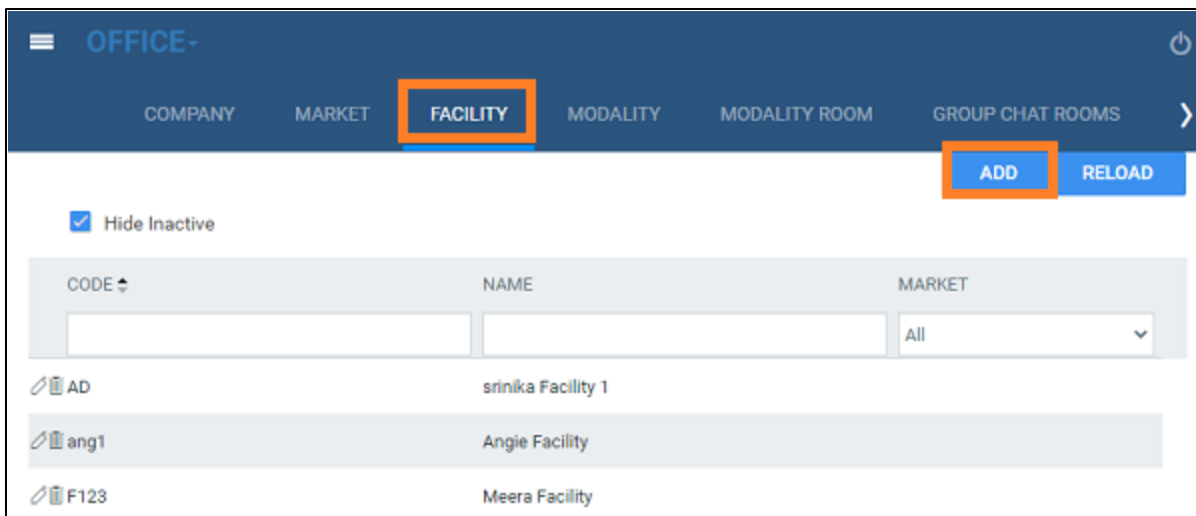 OFFICE
COMPANY MARKET FACILITY MODALITY MODALITY ROOM GROUP CHAT ROOMS
ADD RELOAD
Hide Inactive
CODE NAME MARKET
All
AD srinika Facility 1
ang1 Angie Facility
F123 Meera Facility